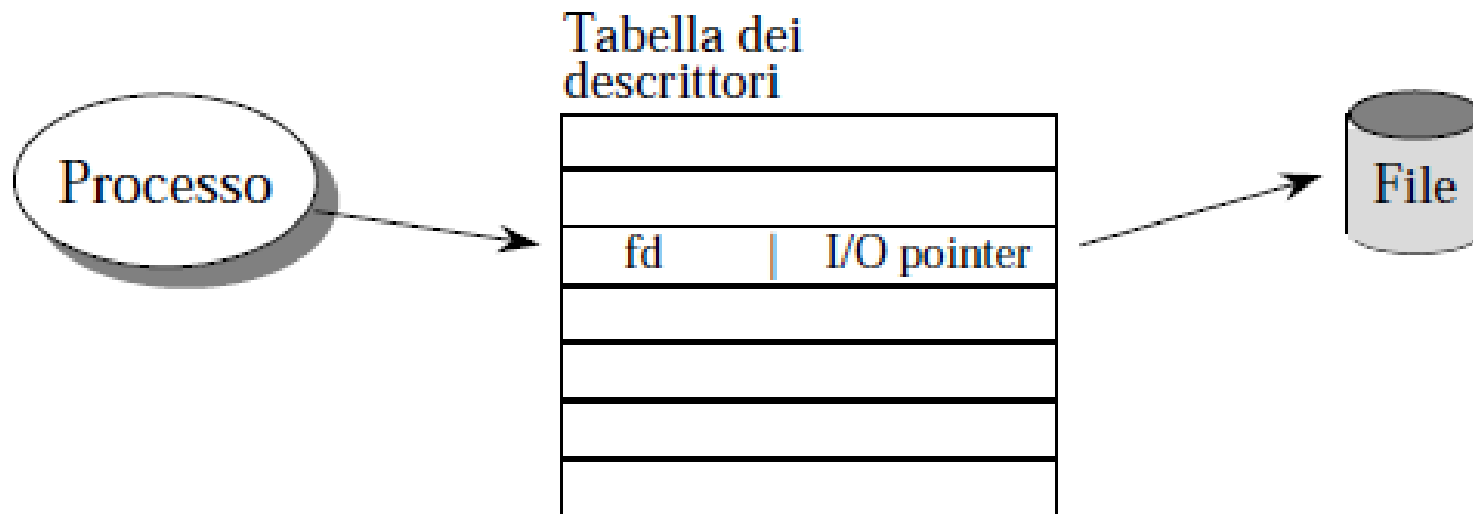 Tabella dei
descrittori
Processo
File
fd | I/O pointer